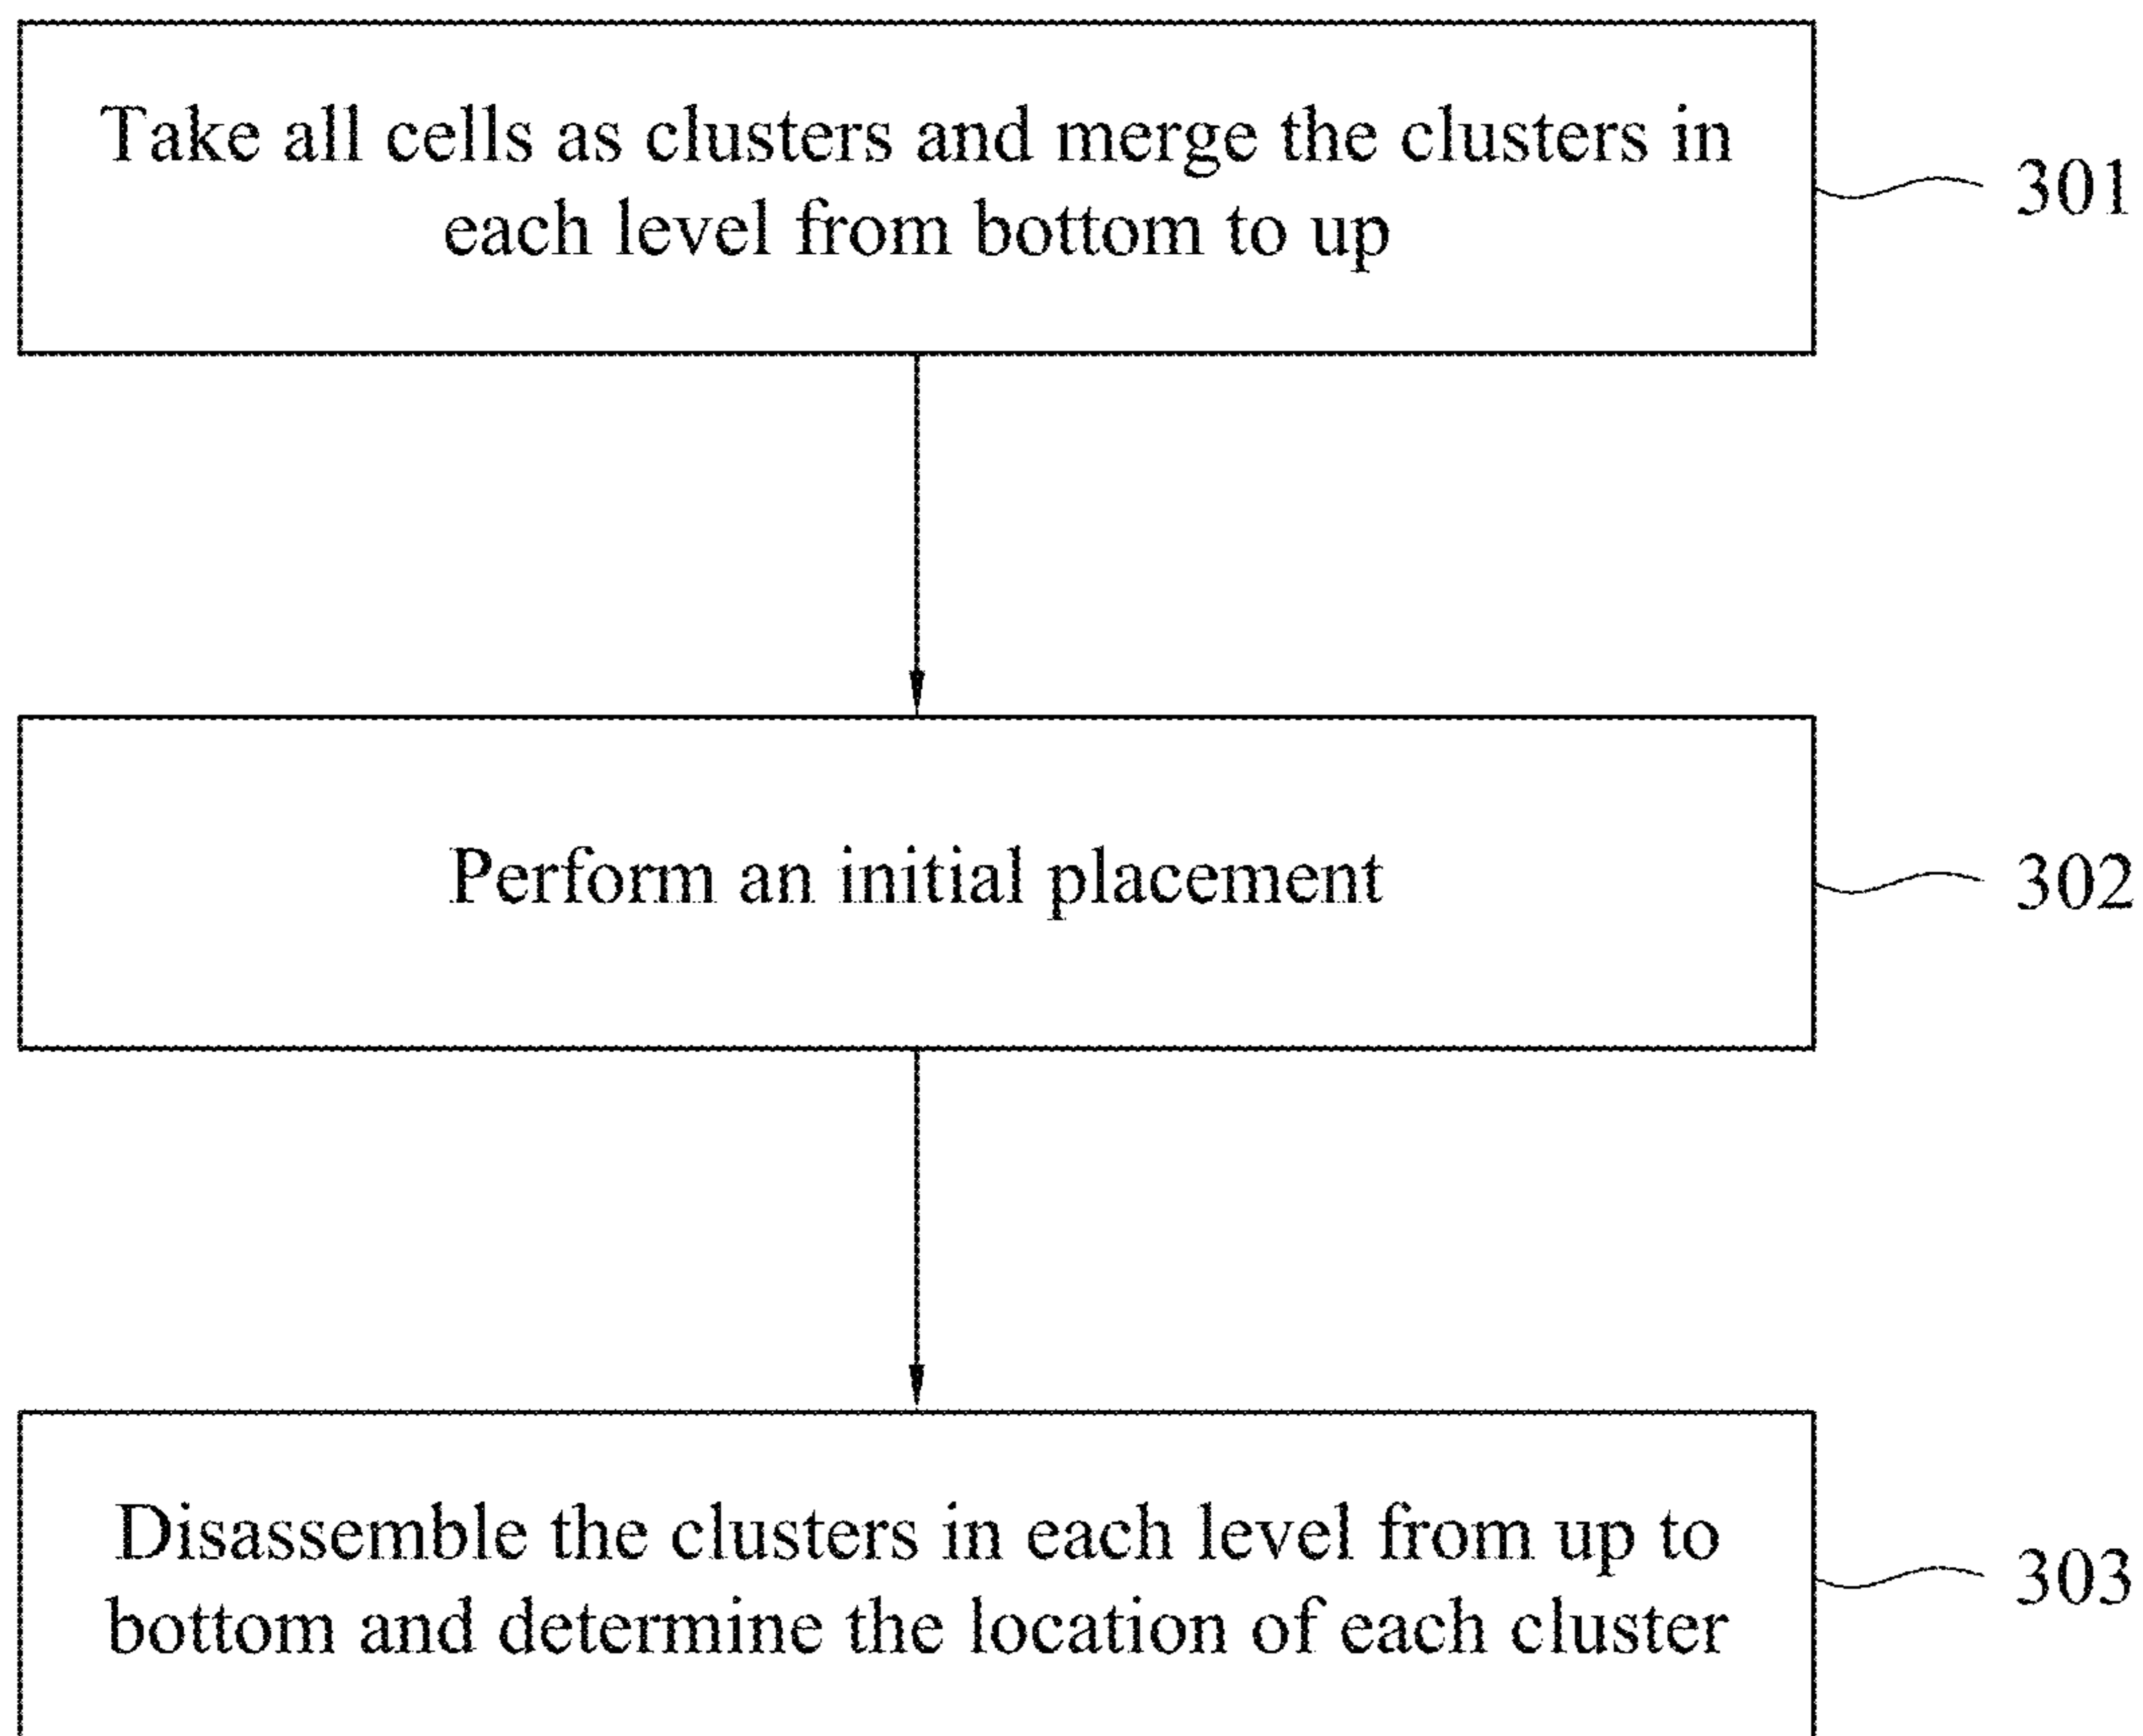 Take all cells as clusters and merge the clusters in
each level from bottom to up
301
Perform an initial placement
302
Disassemble the clusters in each level from up to
bottom and determine the location of each cluster
303